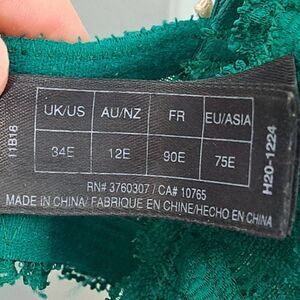 UK/US AU/NZ FR EU/ASIA
34E 12E 90E 75E
RN# 3760307 / CA# 10765
MADE IN CHINA/ FABRIQUE EN CHINE/HECHO EN CHINA
11B16
H20-1224